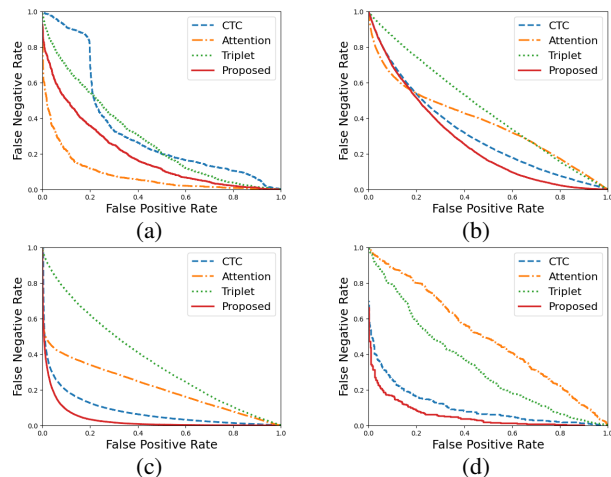 1.0
0.8
0.6
0.4
0.2
0.0
0.0 0.2 0.4 0.6 0.8 1.0
False Negative Rate
False Positive Rate
CTC
Attention
Triplet
Proposed
(a)
1.0
0.8
0.6
0.4
0.2
0.0
0.0 0.2 0.4 0.6 0.8 1.0
False Negative Rate
False Positive Rate
CTC
Attention
Triplet
Proposed
(b)
1.0
0.8
0.6
0.4
0.2
0.0
0.0 0.2 0.4 0.6 0.8 1.0
False Negative Rate
False Positive Rate
CTC
Attention
Triplet
Proposed
(c)
1.0
0.8
0.6
0.4
0.2
0.0
0.0 0.2 0.4 0.6 0.8 1.0
False Negative Rate
False Positive Rate
CTC
Attention
Triplet
Proposed
(d)